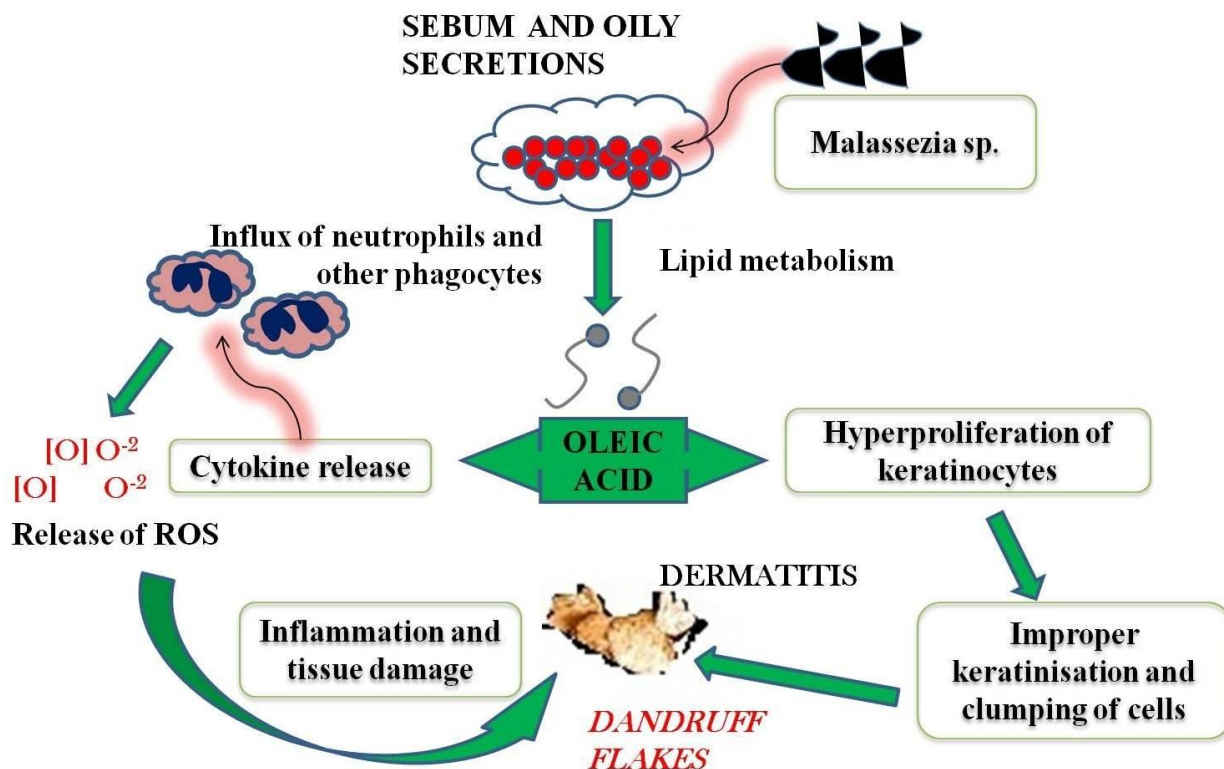 SEBUM AND OILY
SECRETIONS
Malassezia sp.
Influx of neutrophils and
other phagocytes
Lipid metabolism
[O] O-2
[O] O-2
Release of ROS
Cytokine release
OLEIC
ACID
Hyperproliferation of
keratinocytes
DERMATITIS
Inflammation and
tissue damage
Improper
keratinisation and
clumping of cells
DANDRUFF
FLAKES